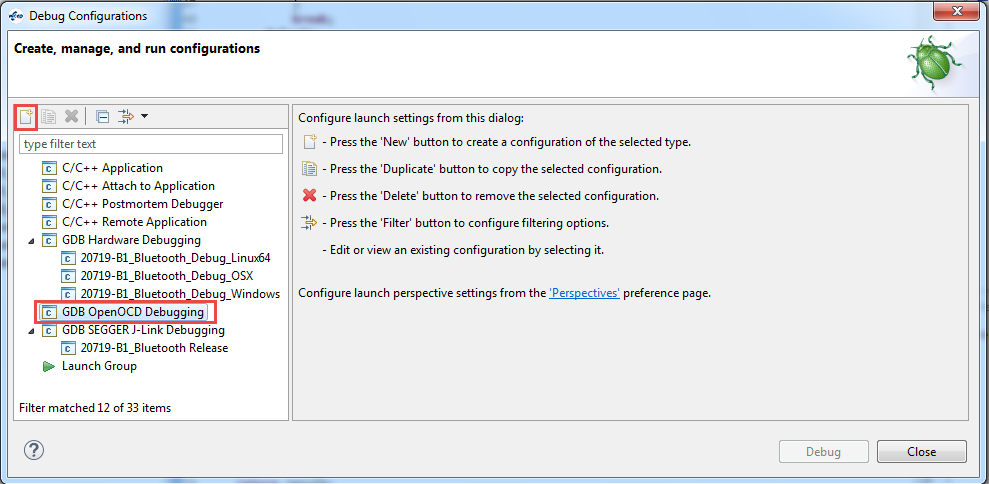 Debug Configurations
Create, manage, and run configurations
type filter text
C/C++ Application
C/C++ Attach to Application
C/C++ Postmortem Debugger
C/C++ Remote Application
GDB Hardware Debugging
20719-B1_Bluetooth_Debug_Linux64
20719-B1_Bluetooth_Debug_OSX
20719-B1_Bluetooth_Debug_Windows
GDB OpenOCD Debugging
GDB SEGGER J-Link Debugging
20719-B1_Bluetooth Release
Launch Group
Filter matched 12 of 33 items
Configure launch settings from this dialog:
- Press the 'New' button to create a configuration of the selected type.
- Press the 'Duplicate' button to copy the selected configuration.
- Press the 'Delete' button to remove the selected configuration.
- Press the 'Filter' button to configure filtering options.
- Edit or view an existing configuration by selecting it.
Configure launch perspective settings from the 'Perspectives' preference page.
Debug
Close